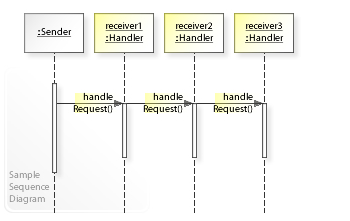 :Sender
receiver1
:Handler
receiver2
:Handler
receiver3
:Handler
handle
Request()
handle
Request()
handle
Request()
Sample
Sequence
Diagram